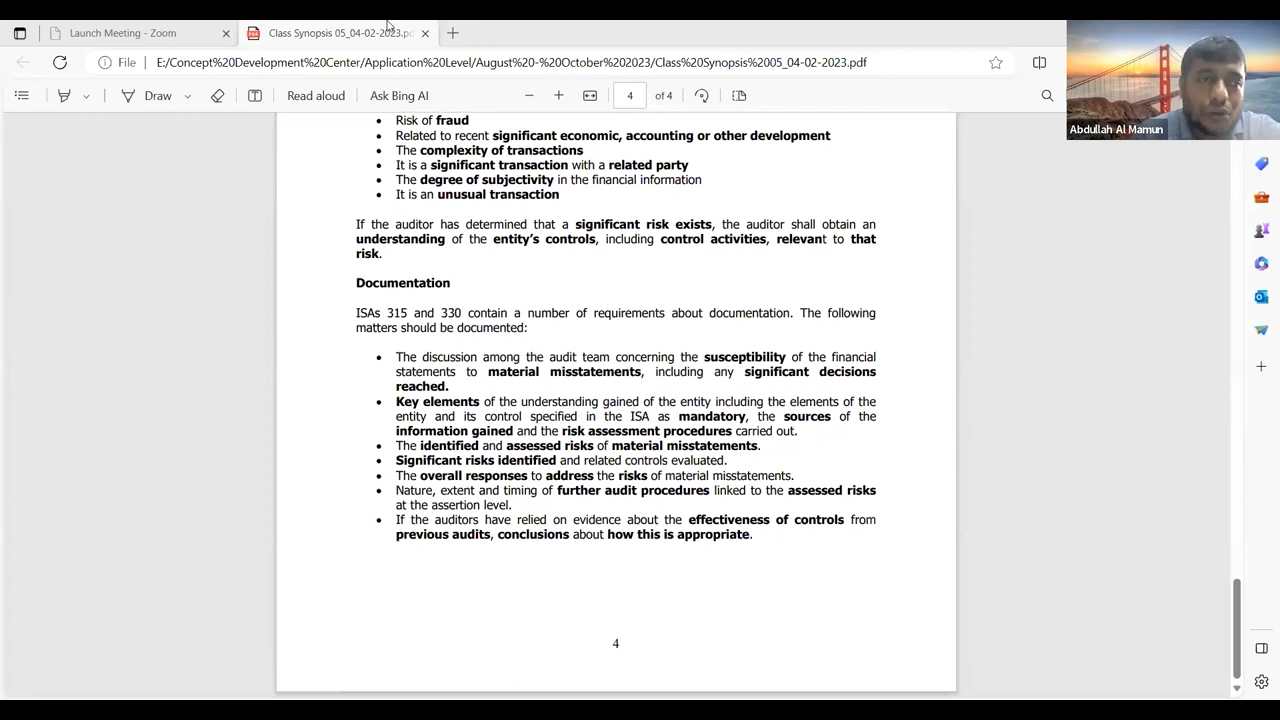 Launch Meeting - Zoom
Class Synopsis 05_04-02-2023.p
File
E:/Concept%20Development%20Center/Application%20Level/August%20-%20October%202023/Class%20Synopsis%2005_04-02-2023.pdf
Draw
Read aloud
Ask Bing AI
4
of 4
Abdullah Al Mamun
• Risk of fraud
• Related to recent significant economic, accounting or other development
• The complexity of transactions
• It is a significant transaction with a related party
• The degree of subjectivity in the financial information
• It is an unusual transaction
If the auditor has determined that a significant risk exists, the auditor shall obtain an
understanding of the entity's controls, including control activities, relevant to that
risk.
Documentation
ISAs 315 and 330 contain a number of requirements about documentation. The following
matters should be documented:
• The discussion among the audit team concerning the susceptibility of the financial
statements to material misstatements, including any significant decisions
reached.
• Key elements of the understanding gained of the entity including the elements of the
entity and its control specified in the ISA as mandatory, the sources of the
information gained and the risk assessment procedures carried out.
• The identified and assessed risks of material misstatements.
• Significant risks identified and related controls evaluated.
• The overall responses to address the risks of material misstatements.
• Nature, extent and timing of further audit procedures linked to the assessed risks
at the assertion level.
• If the auditors have relied on evidence about the effectiveness of controls from
previous audits, conclusions about how this is appropriate.
4